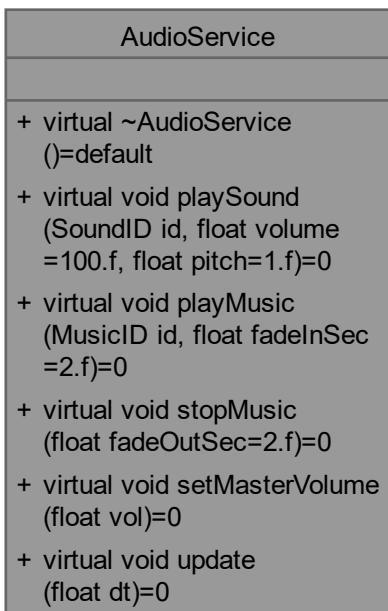 AudioService
+ virtual ~AudioService
()=default
+ virtual void playSound
(SoundID id, float volume
=100.f, float pitch=1.f)=0
+ virtual void playMusic
(MusicID id, float fadeInSec
=2.f)=0
+ virtual void stopMusic
(float fadeOutSec=2.f)=0
+ virtual void setMasterVolume
(float vol)=0
+ virtual void update
(float dt)=0